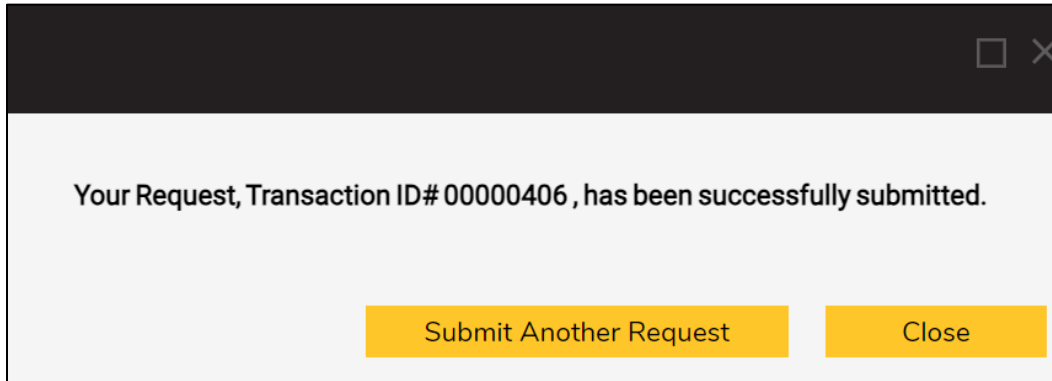 Your Request, Transaction ID# 00000406 , has been successfully submitted.
Submit Another Request
Close